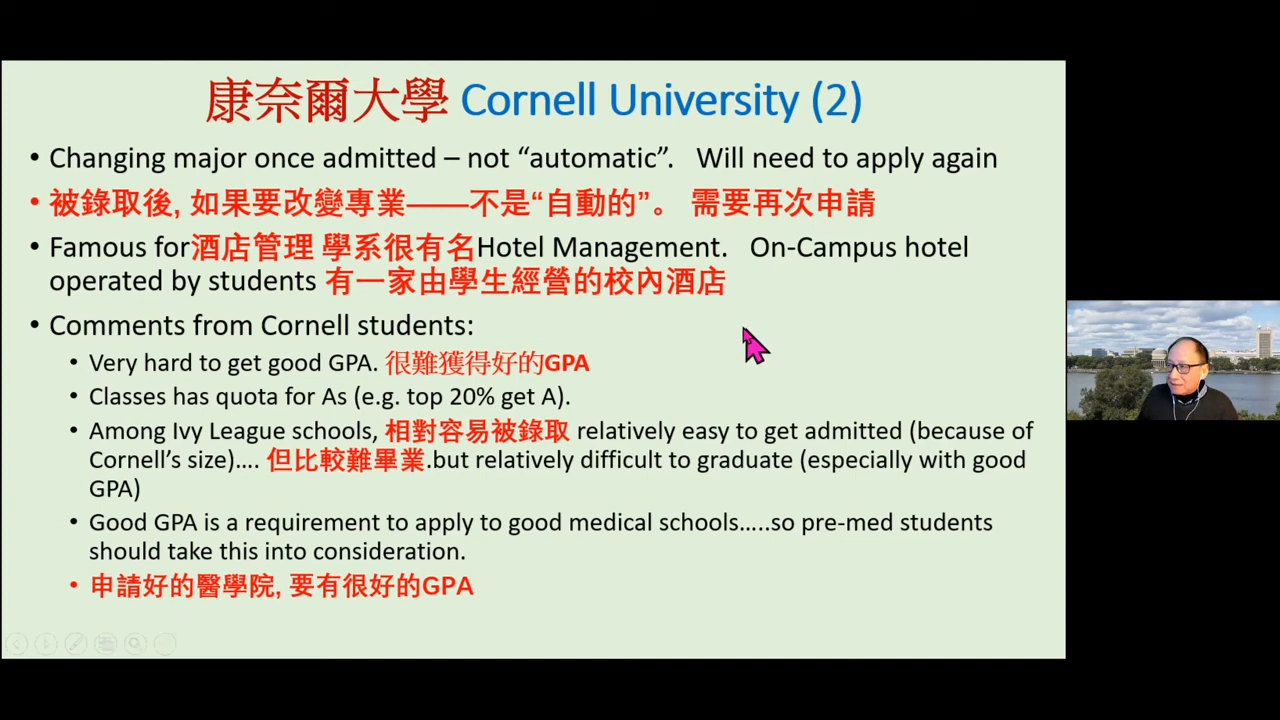 康奈爾大學 Cornell University (2)
• Changing major once admitted – not “automatic”. Will need to apply again
• 被錄取後, 如果要改變專業——不是“自動的”。 需要再次申請
• Famous for酒店管理 學系很有名Hotel Management. On-Campus hotel
operated by students 有一家由學生經營的校內酒店
• Comments from Cornell students:
• Very hard to get good GPA. 很難獲得好的GPA
• Classes has quota for As (e.g. top 20% get A).
• Among Ivy League schools, 相對容易被錄取 relatively easy to get admitted (because of
Cornell’s size)…. 但比較難畢業.but relatively difficult to graduate (especially with good
GPA)
• Good GPA is a requirement to apply to good medical schools…..so pre-med students
should take this into consideration.
• 申請好的醫學院, 要有很好的GPA